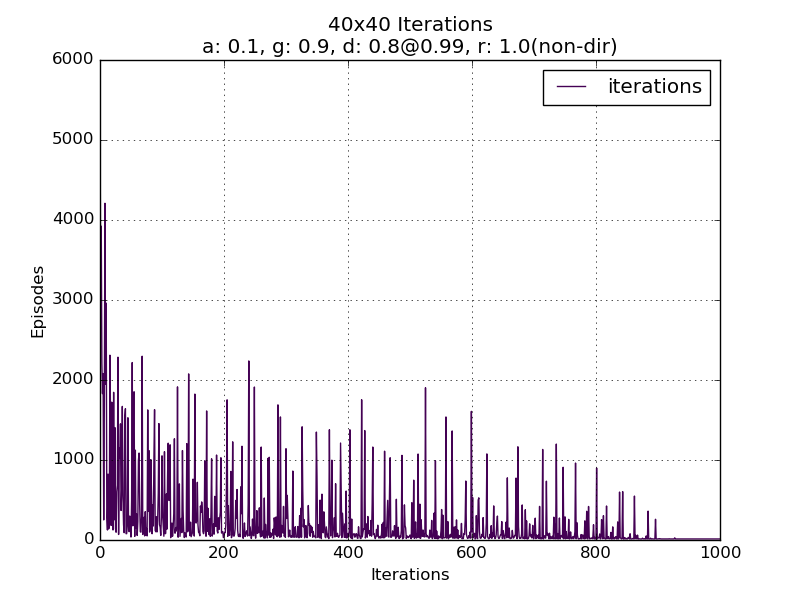 40x40 Iterations
a: 0.1, g: 0.9, d: 0.8@0.99, r: 1.0(non-dir)
iterations
6000
5000
4000
3000
2000
1000
0
Episodes
0 200 400 600 800 1000
Iterations